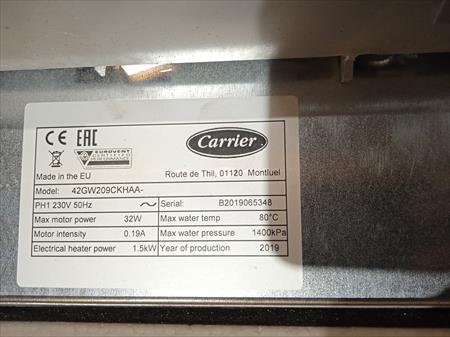 CE EAC
EUROVENT
CERTIFIED
PERFORMANCE
Carrier
Made in the EU
Route de Thil, 01120 Montluel
Model: 42GW209CKHAA-
PH1 230V 50Hz ~ Serial: B2019065348
Max motor power 32W Max water temp 80°C
Motor intensity 0.19A Max water pressure 1400kPa
Electrical heater power 1.5kW Year of production 2019